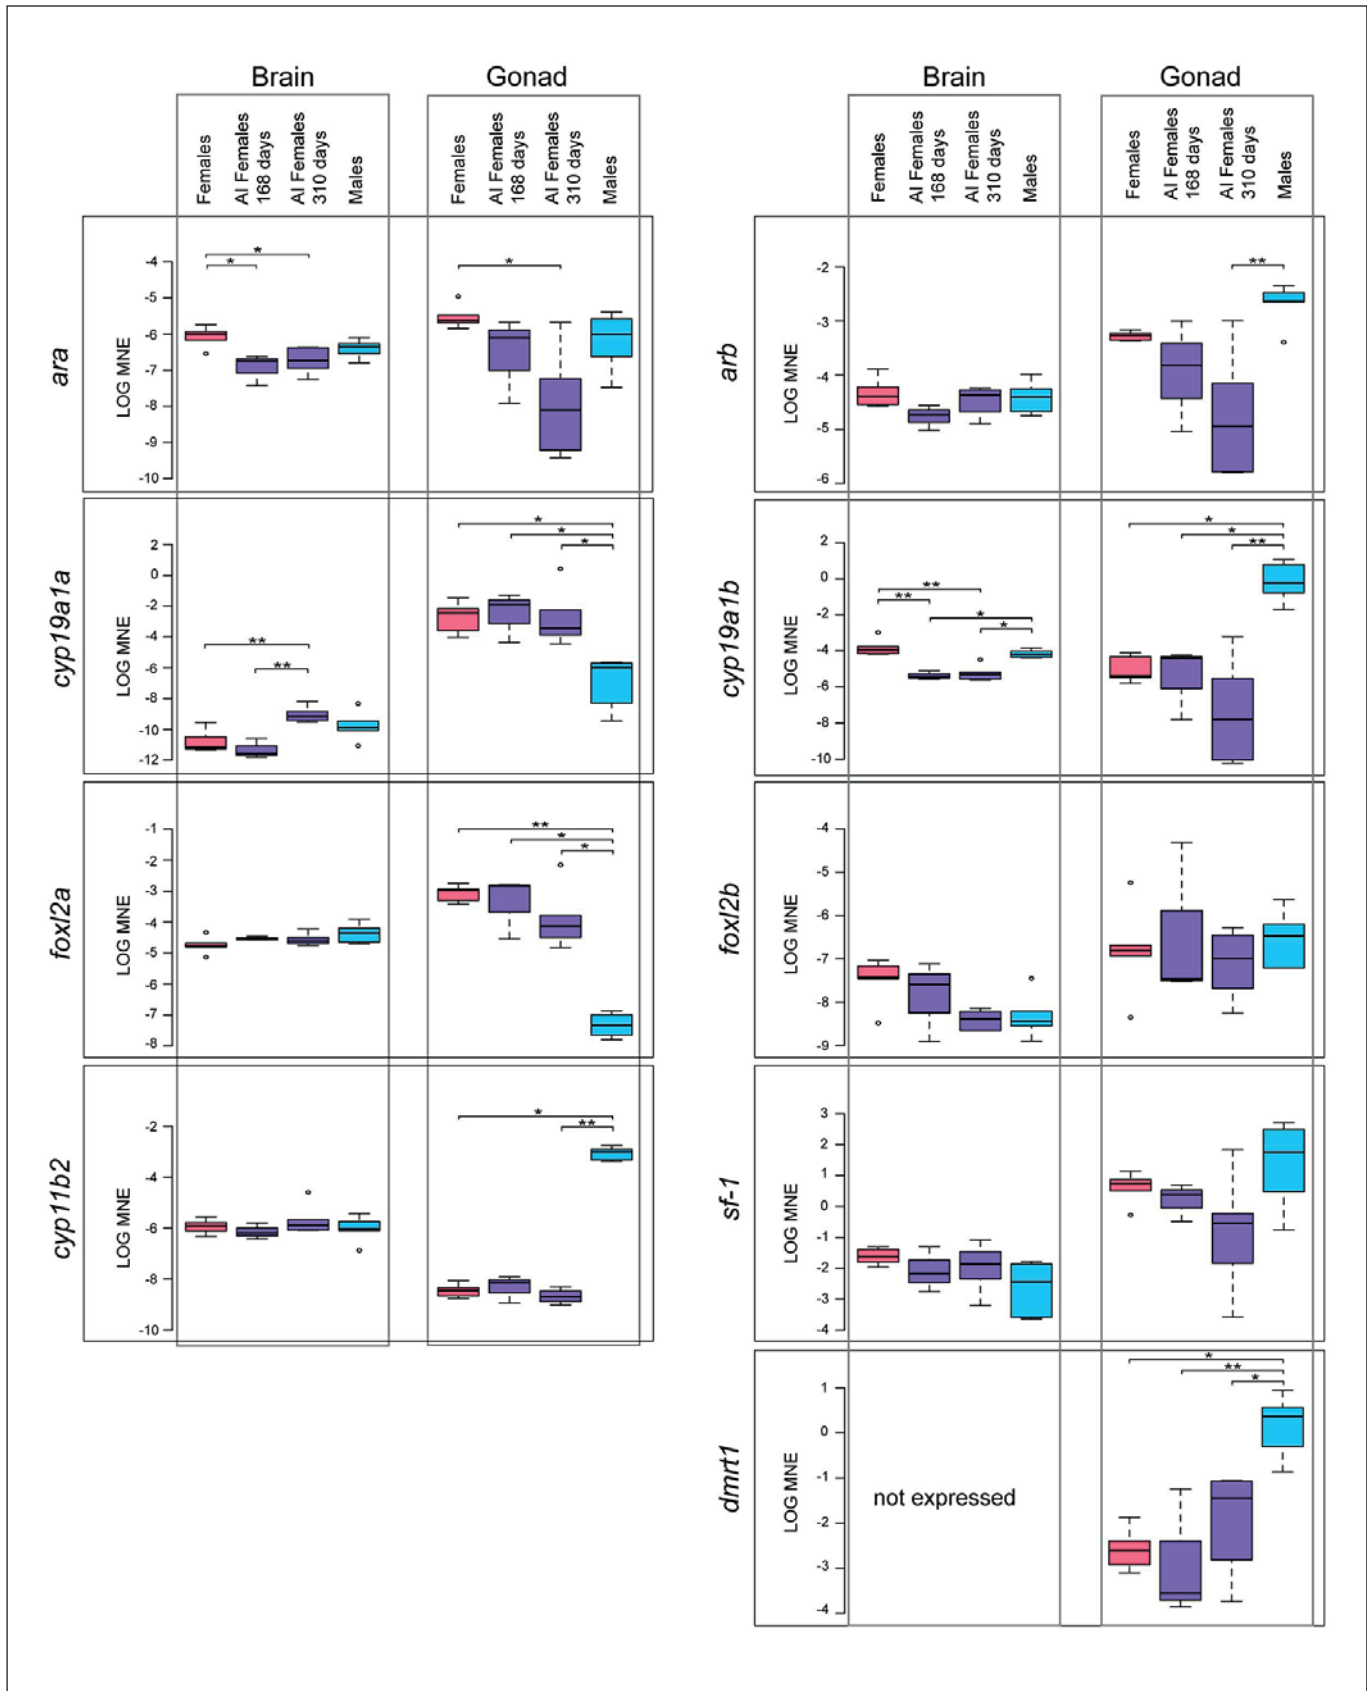 Brain Gonad Brain Gonad
Females
AI Females
168 days
AI Females
310 days
Males
Females
AI Females
168 days
AI Females
310 days
Males
Females
AI Females
168 days
AI Females
310 days
Males
Females
AI Females
168 days
AI Females
310 days
Males
ara
LOG MNE
-4
-5
-6
-7
-8
-9
-10
* *
*
arb
LOG MNE
-2
-3
-4
-5
-6
**
cyp19a1a
LOG MNE
2
0
-2
-4
-6
-8
-10
-12
**
**
*
*
*
cyp19a1b
LOG MNE
2
0
-2
-4
-6
-8
-10
**
**
*
*
*
*
**
foxl2a
LOG MNE
-1
-2
-3
-4
-5
-6
-7
-8
**
*
*
foxl2b
LOG MNE
-4
-5
-6
-7
-8
-9
cyp11b2
LOG MNE
-2
-4
-6
-8
-10
*
**
sf-1
LOG MNE
3
2
1
0
-1
-2
-3
-4
dmrt1
LOG MNE
1
0
-1
-2
-3
-4
not expressed
*
**
*